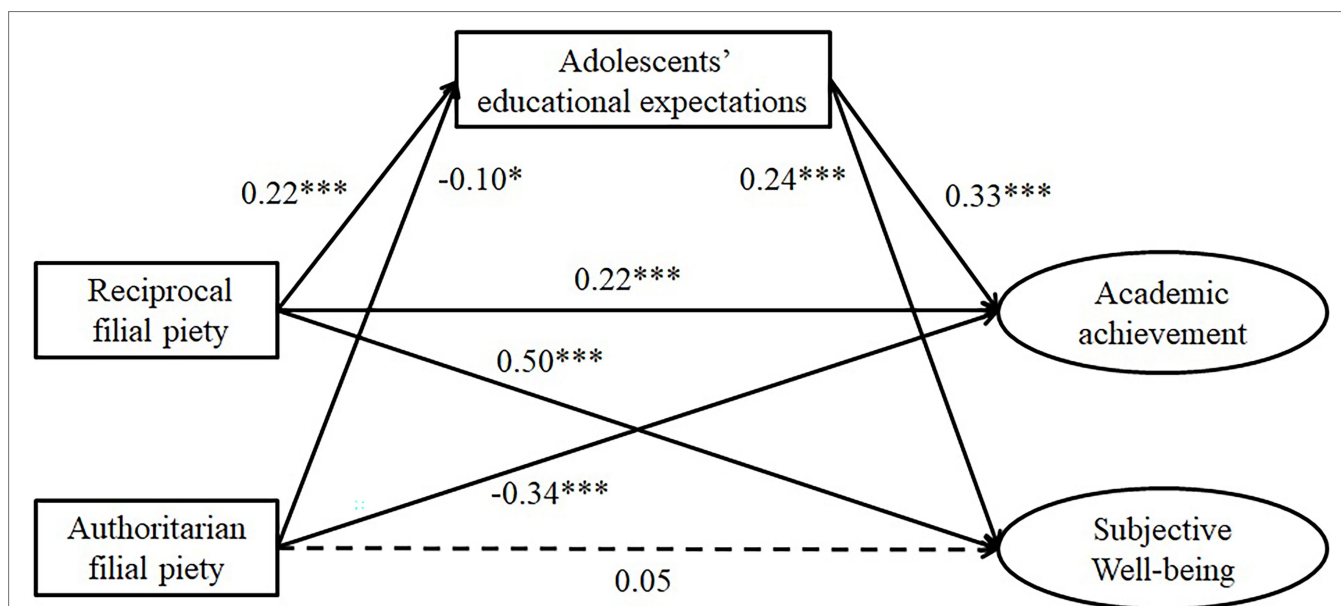 Adolescents’
educational expectations
0.22***
-0.10*
0.24***
0.33***
Reciprocal
filial piety
0.22***
Academic
achievement
0.50***
-0.34***
Authoritarian
filial piety
0.05
Subjective
Well-being